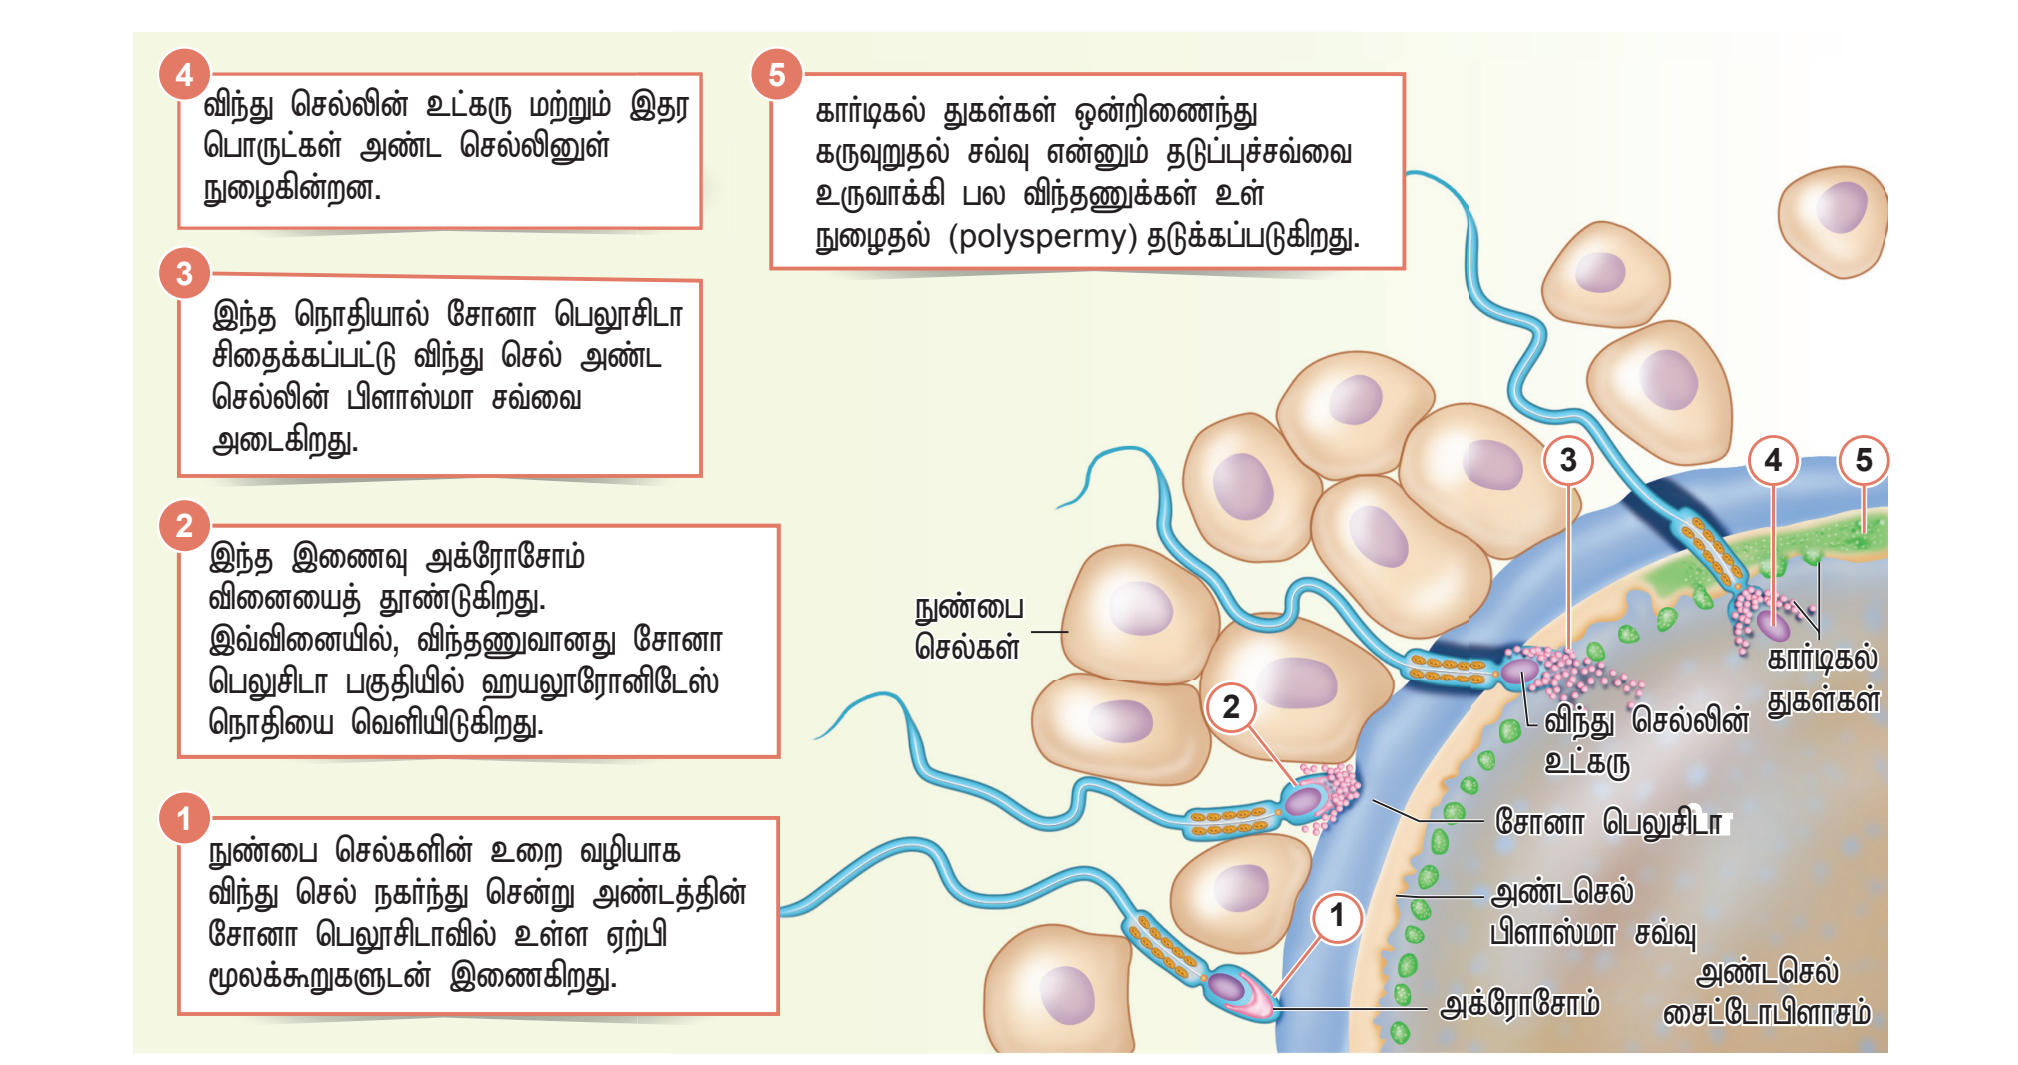 4
விந்து செல்லின் உட்கரு மற்றும் இதர
பொருட்கள் அண்ட செல்லினுள்
நுழைகின்றன.
5
கார்டிகல் துகள்கள் ஒன்றிணைந்து
கருவுறுதல் சவ்வு என்னும் தடுப்புச்சவ்வை
உருவாக்கி பல விந்தணுக்கள் உள்
நுழைதல் (polyspermy) தடுக்கப்படுகிறது.
3
இந்த நொதியால் சோனா பெலூசிடா
சிதைக்கப்பட்டு விந்து செல் அண்ட
செல்லின் பிளாஸ்மா சவ்வை
அடைகிறது.
2
இந்த இணைவு அக்ரோசோம்
வினையைத் தூண்டுகிறது.
இவ்வினையில், விந்தணுவானது சோனா
பெலுசிடா பகுதியில் ஹயலூரோனிடேஸ்
நொதியை வெளியிடுகிறது.
1
நுண்பை செல்களின் உறை வழியாக
விந்து செல் நகர்ந்து சென்று அண்டத்தின்
சோனா பெலூசிடாவில் உள்ள ஏற்பி
மூலக்கூறுகளுடன் இணைகிறது.
3
4
5
நுண்பை
செல்கள்
கார்டிகல்
துகள்கள்
2
விந்து செல்லின்
உட்கரு
சோனா பெலுசிடா
1
அண்டசெல்
பிளாஸ்மா சவ்வு
அண்டசெல்
சைட்டோபிளாசம்
அக்ரோசோம்